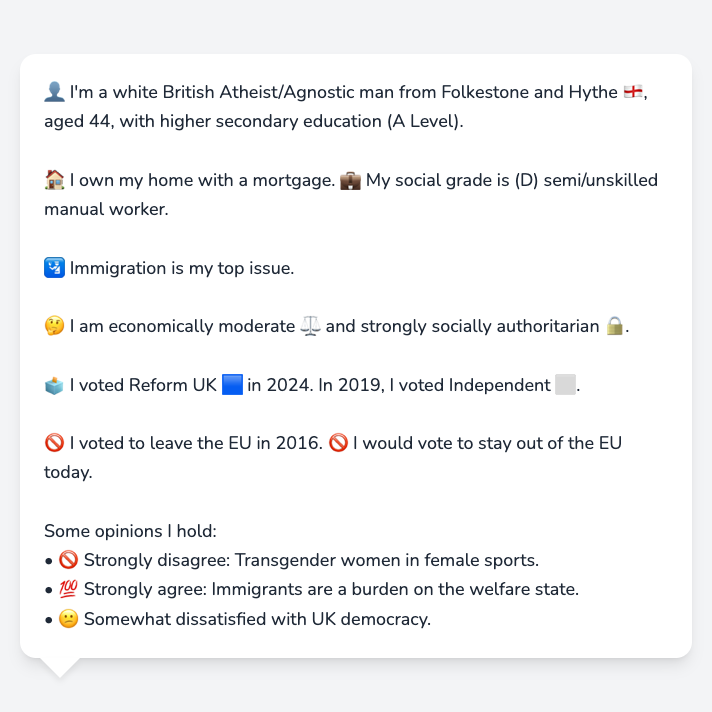 👤 I'm a white British Atheist/Agnostic man from Folkestone and Hythe 🏴󠁧󠁢󠁥󠁮󠁧󠁿,
aged 44, with higher secondary education (A Level).
🏠 I own my home with a mortgage. 💼 My social grade is (D) semi/unskilled
manual worker.
🛂 Immigration is my top issue.
🤔 I am economically moderate ⚖️ and strongly socially authoritarian 🔒.
🗳️ I voted Reform UK 🟦 in 2024. In 2019, I voted Independent ⬜.
🚫 I voted to leave the EU in 2016. 🚫 I would vote to stay out of the EU
today.
Some opinions I hold:
• 🚫 Strongly disagree: Transgender women in female sports.
• 💯 Strongly agree: Immigrants are a burden on the welfare state.
• 😕 Somewhat dissatisfied with UK democracy.